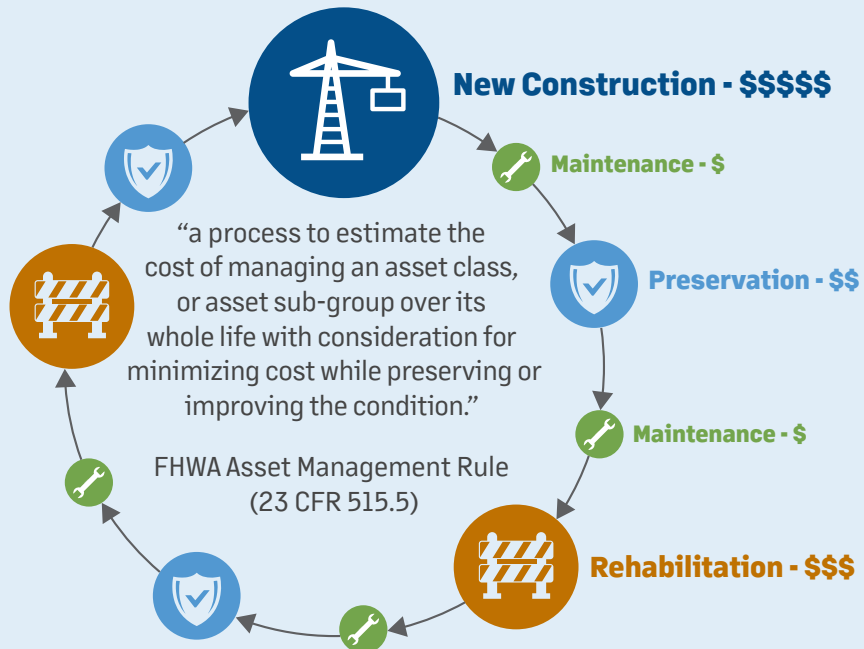 New Construction - $$$$$
Maintenance - $
“a process to estimate the
cost of managing an asset class,
or asset sub-group over its
whole life with consideration for
minimizing cost while preserving or
improving the condition.”
FHWA Asset Management Rule
(23 CFR 515.5)
Preservation - $$
Maintenance - $
Rehabilitation - $$$